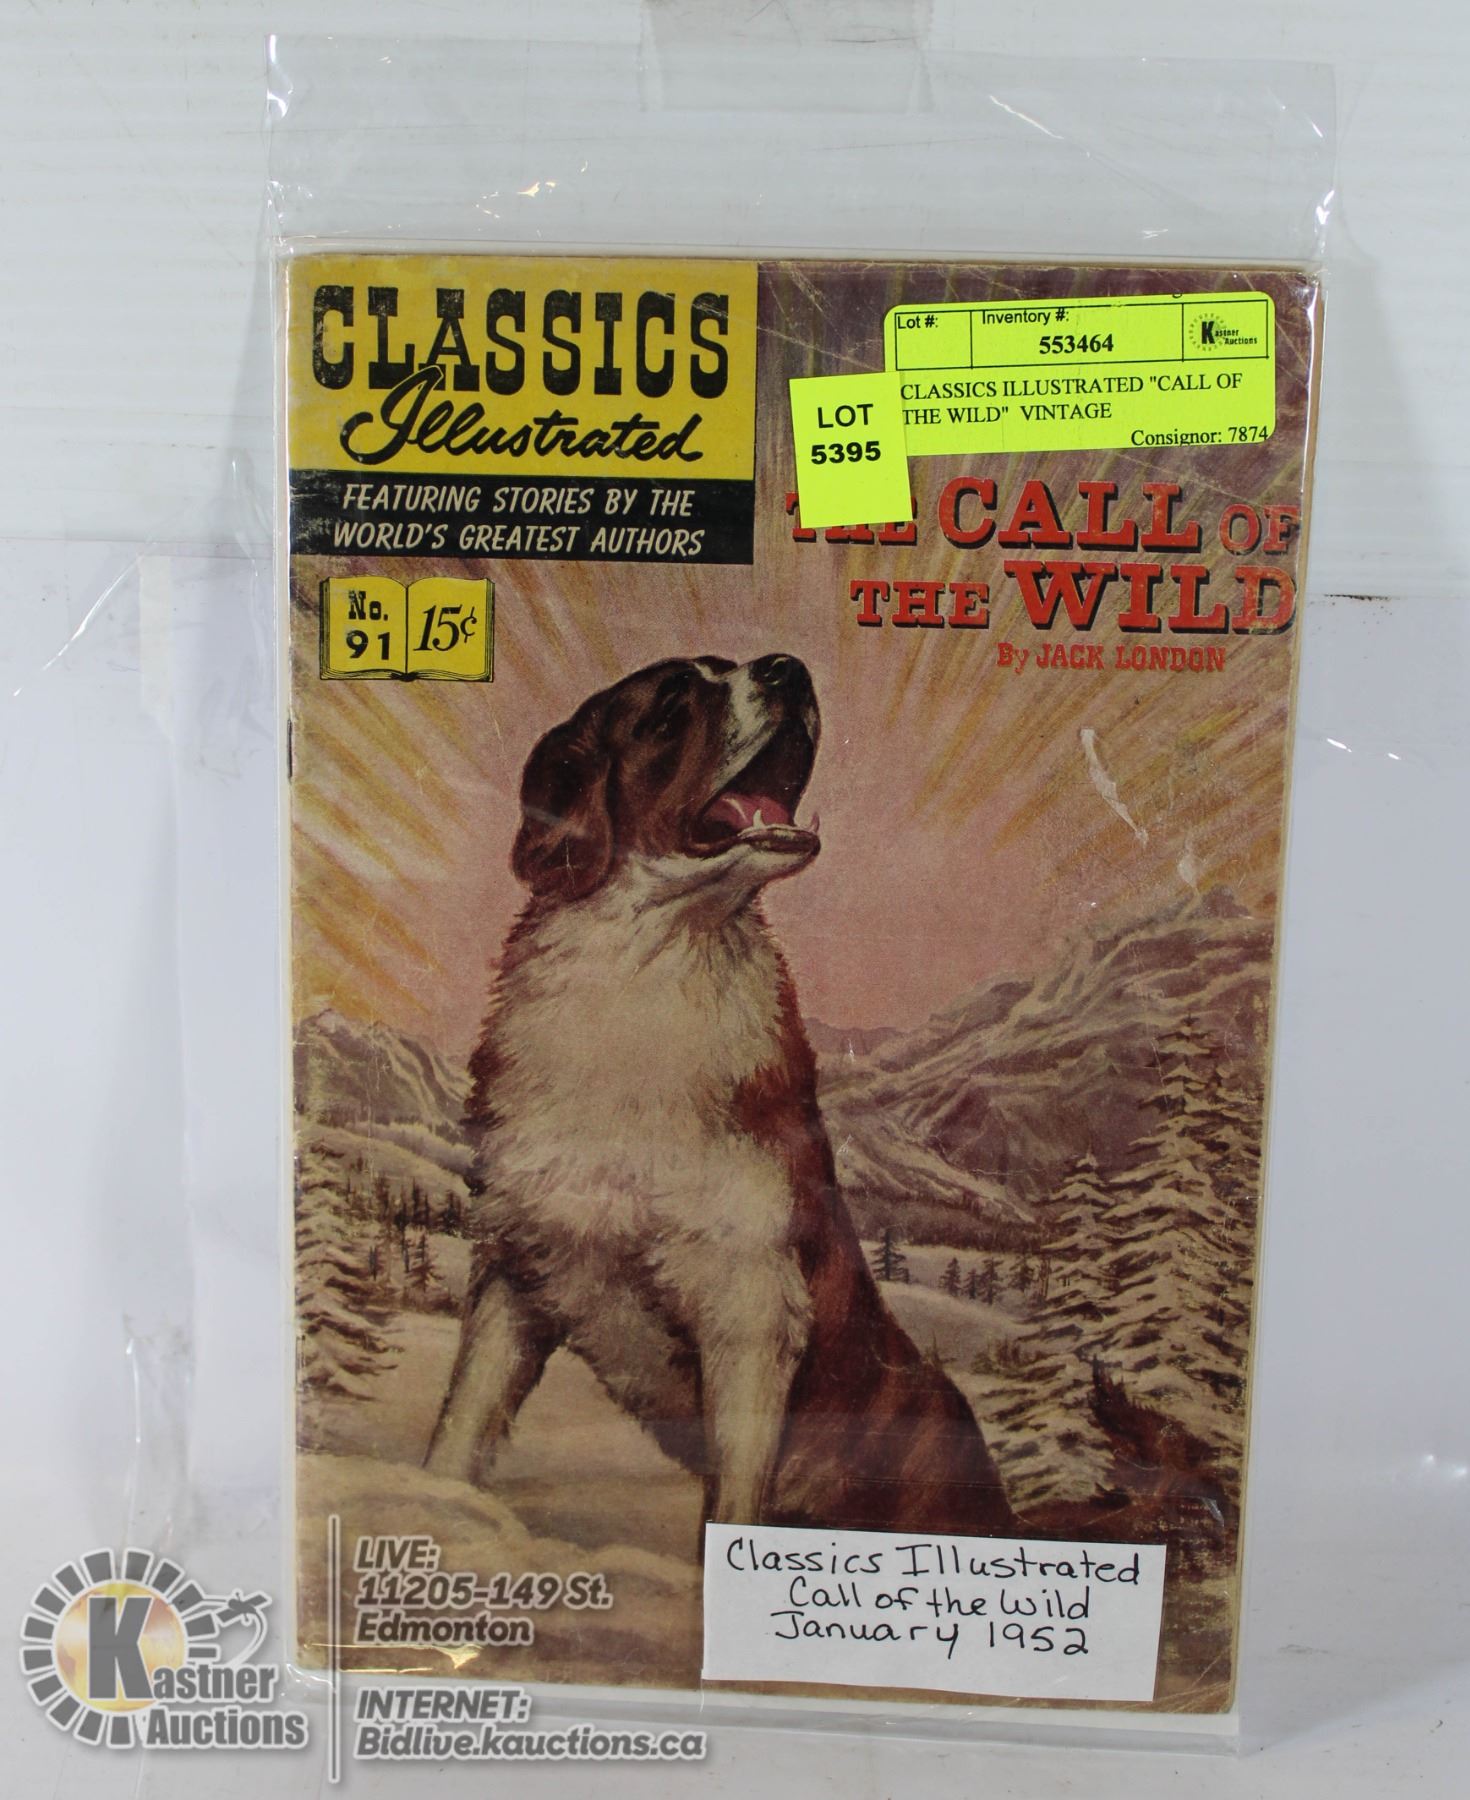 CLASSICS
Illustrated
FEATURING STORIES BY THE
WORLD'S GREATEST AUTHORS
No.
91
15¢
Lot #:
Inventory #:
553464
Kastner
Auctions
CLASSICS ILLUSTRATED "CALL OF
THE WILD" VINTAGE
Consignor: 7874
LOT
5395
THE CALL OF
THE WILD
By JACK LONDON
Classics Illustrated
Call of the Wild
January 1952
Kastner
Auctions
LIVE:
11205-149 St.
Edmonton
INTERNET:
Bidlive.kauctions.ca